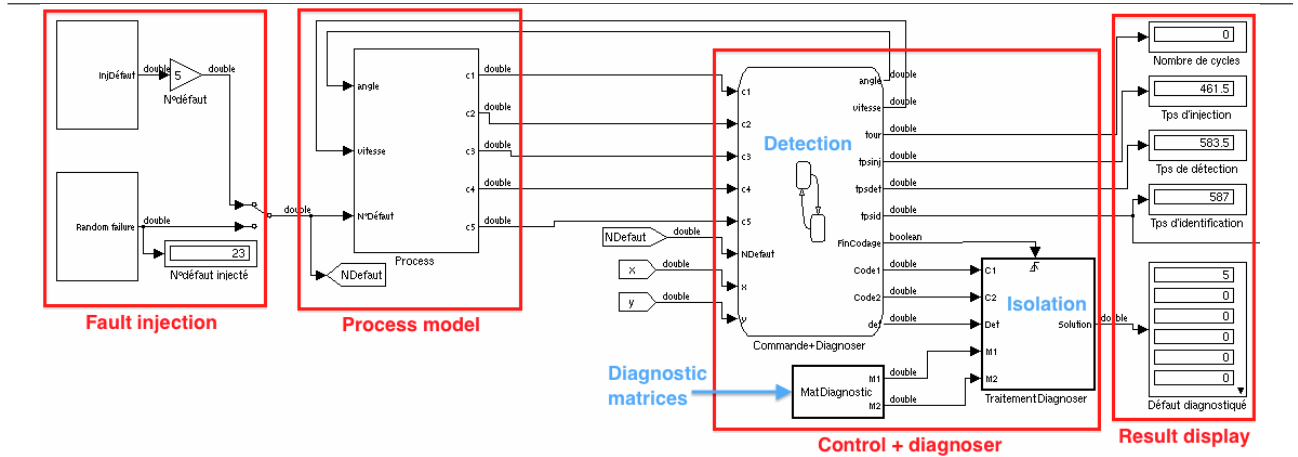 InjDéfaut
double
5
double
N°défaut
Random failure
double
double
23
N°défaut injecté
Fault injection
angle
vitesse
N°Défaut
c1
c2
c3
c4
c5
double
double
double
double
double
Process
NDefaut
Process model
NDefaut
double
x
double
y
double
c1
c2
c3
c4
c5
NDefaut
x
y
Detection
angle
vitesse
tour
tpsinj
tpsdet
tpsid
FinCodage
Code1
Code2
def
double
double
double
double
double
double
boolean
double
double
double
Commande+Diagnoser
Diagnostic
matrices
MatDiagnostic
M1
M2
double
double
C1
C2
Def
M1
M2
Isolation
Solution
double
TraitementDiagnoser
Control + diagnoser
0
Nombre de cycles
461.5
Tps d'injection
583.5
Tps de détection
587
Tps d'identification
5
0
0
0
0
0
Défaut diagnostiqué
Result display